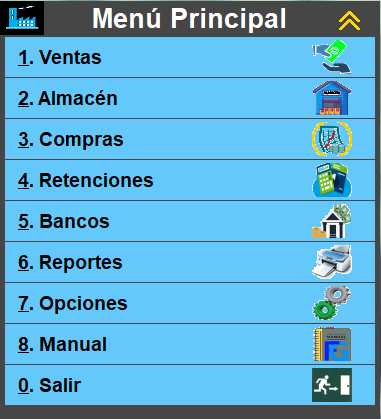 Menú Principal
1. Ventas
2. Almacén
3. Compras
4. Retenciones
5. Bancos
6. Reportes
7. Opciones
8. Manual
0. Salir